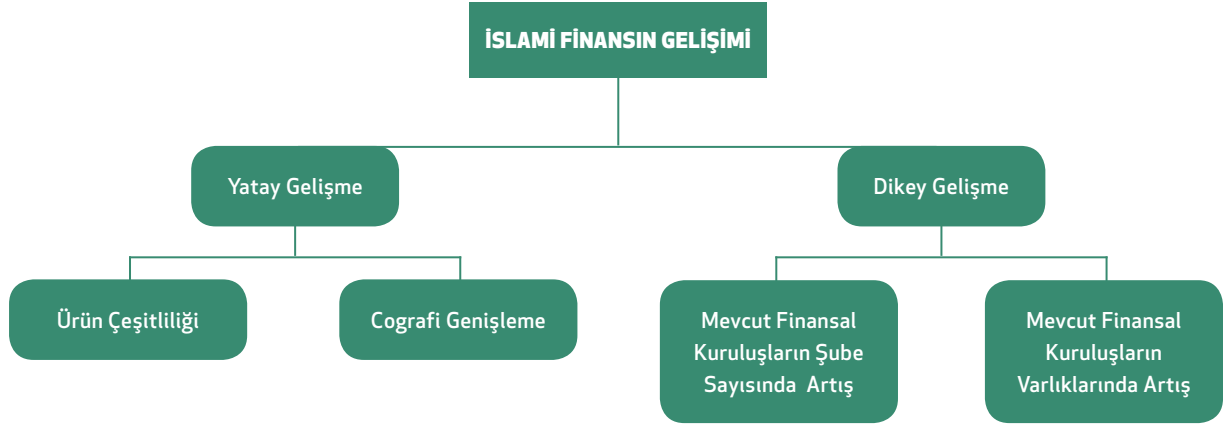 İSLAMİ FİNANSIN GELİŞİMİ
Yatay Gelişme
Dikey Gelişme
Ürün Çeşitliliği
Cografi Genişleme
Mevcut Finansal
Kuruluşların Şube
Sayısında Artış
Mevcut Finansal
Kuruluşların
Varlıklarında Artış